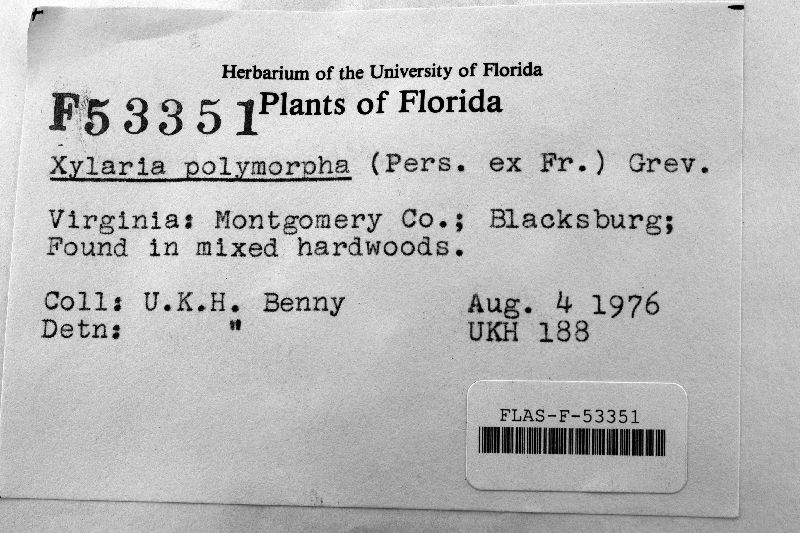 Herbarium of the University of Florida
F53351 Plants of Florida
Xylaria polymorpha (Pers. ex Fr.) Grev.
Virginia: Montgomery Co.; Blacksburg;
Found in mixed hardwoods.
Coll: U.K.H. Benny Aug. 4 1976
Detn: " UKH 188
FLAS-F-53351